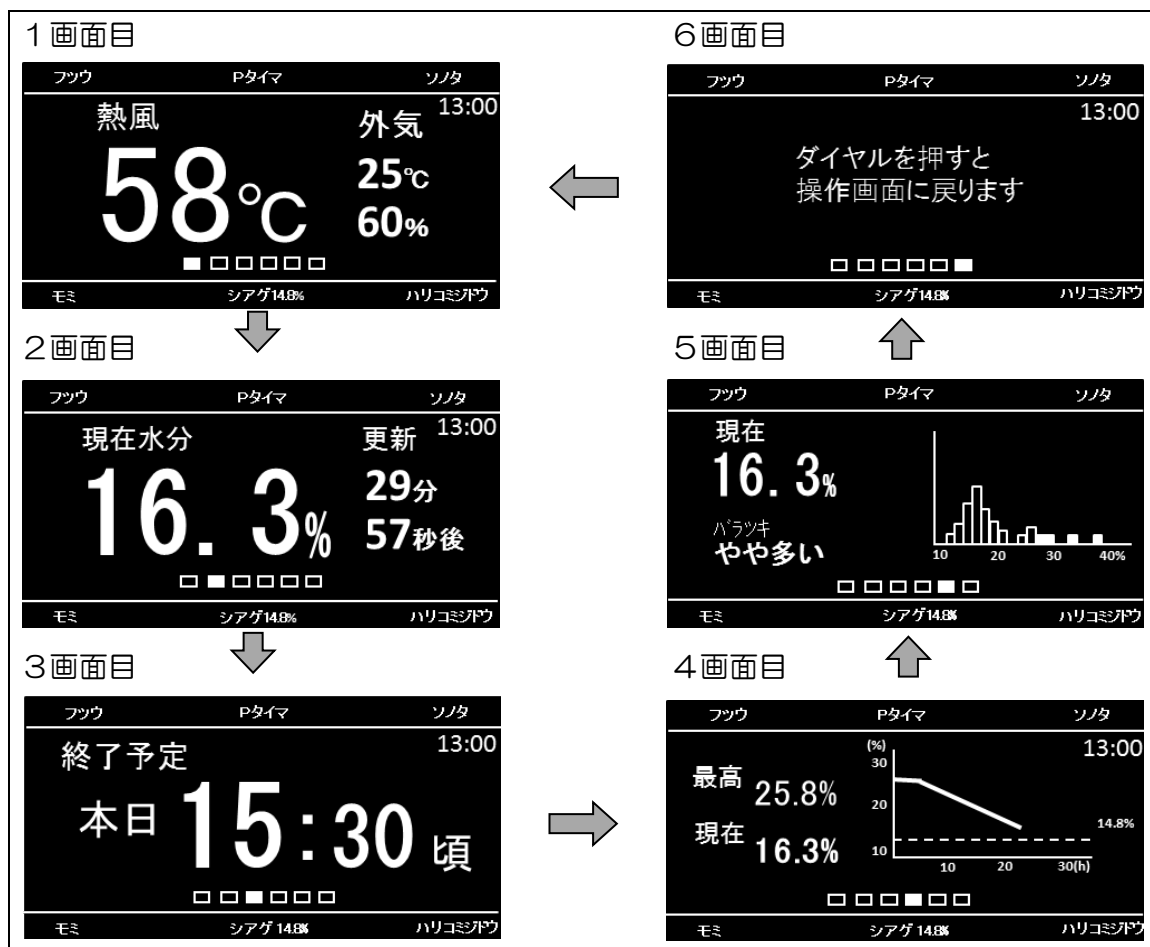 1画面目
フツウ Pタイマ ソノタ
13:00
熱風 外気
58℃ 25℃
60%
モミ シアゲ14.8% ハリコミジドウ
2画面目
フツウ Pタイマ ソノタ
13:00
現在水分 更新
16.3% 29分
57秒後
モミ シアゲ14.8% ハリコミジドウ
3画面目
フツウ Pタイマ ソノタ
13:00
終了予定
本日 15:30 頃
モミ シアゲ14.8% ハリコミジドウ
4画面目
フツウ Pタイマ ソノタ
13:00
最高 25.8%
現在 16.3%
(%)
30
20
10
14.8%
10 20 30(h)
モミ シアゲ14.8% ハリコミジドウ
5画面目
フツウ Pタイマ ソノタ
現在
16.3%
バラツキ
やや多い
10 20 30 40%
モミ シアゲ14.8% ハリコミジドウ
6画面目
フツウ Pタイマ ソノタ
13:00
ダイヤルを押すと
操作画面に戻ります
モミ シアゲ14.8% ハリコミジドウ